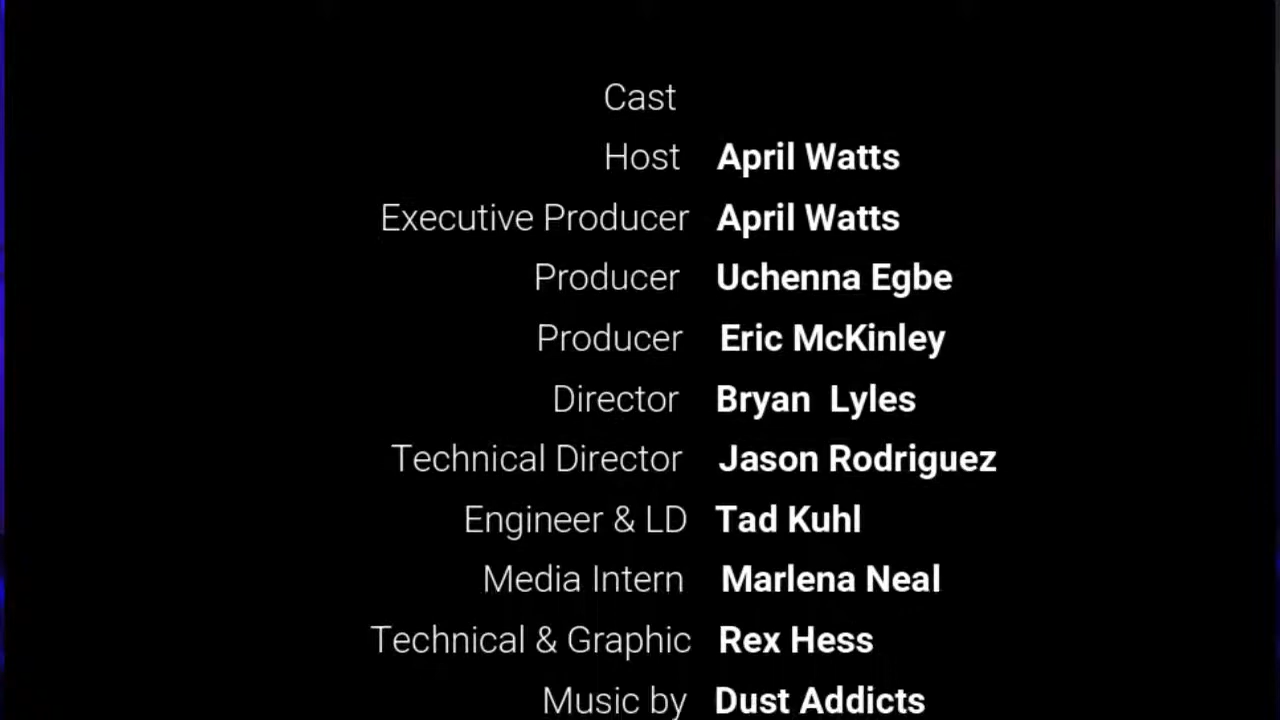 Cast
Host April Watts
Executive Producer April Watts
Producer Uchenna Egbe
Producer Eric McKinley
Director Bryan  Lyles
Technical Director Jason Rodriguez
Engineer & LD Tad Kuhl
Media Intern Marlena Neal
Technical & Graphic Rex Hess
Music by Dust Addicts